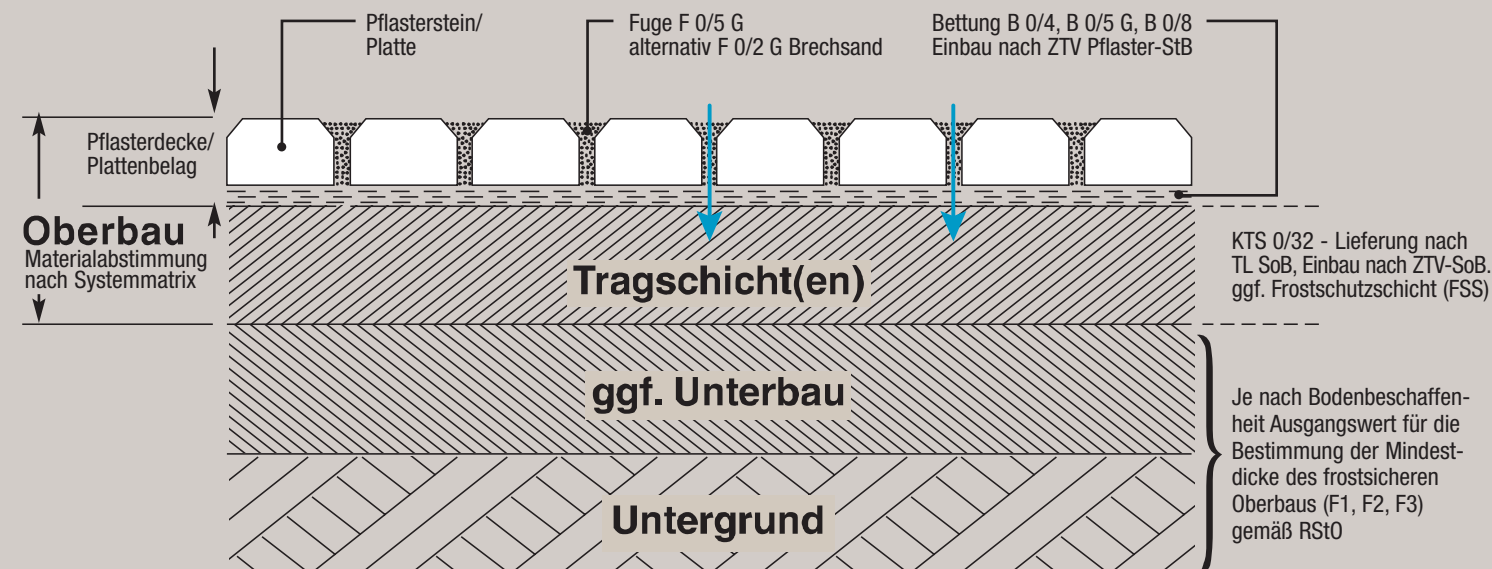 Pflasterstein/
Platte
Fuge F 0/5 G
alternativ F 0/2 G Brechsand
Bettung B 0/4, B 0/5 G, B 0/8
Einbau nach ZTV Pflaster-StB
Pflasterdecke/
Plattenbelag
Oberbau
Materialabstimmung
nach Systemmatrix
Tragschicht(en)
KTS 0/32 - Lieferung nach
TL SoB, Einbau nach ZTV-SoB.
ggf. Frostschutzschicht (FSS)
ggf. Unterbau
Je nach Bodenbeschaffen-
heit Ausgangswert für die
Bestimmung der Mindest-
dicke des frostsicheren
Oberbaus (F1, F2, F3)
gemäß RStO
Untergrund